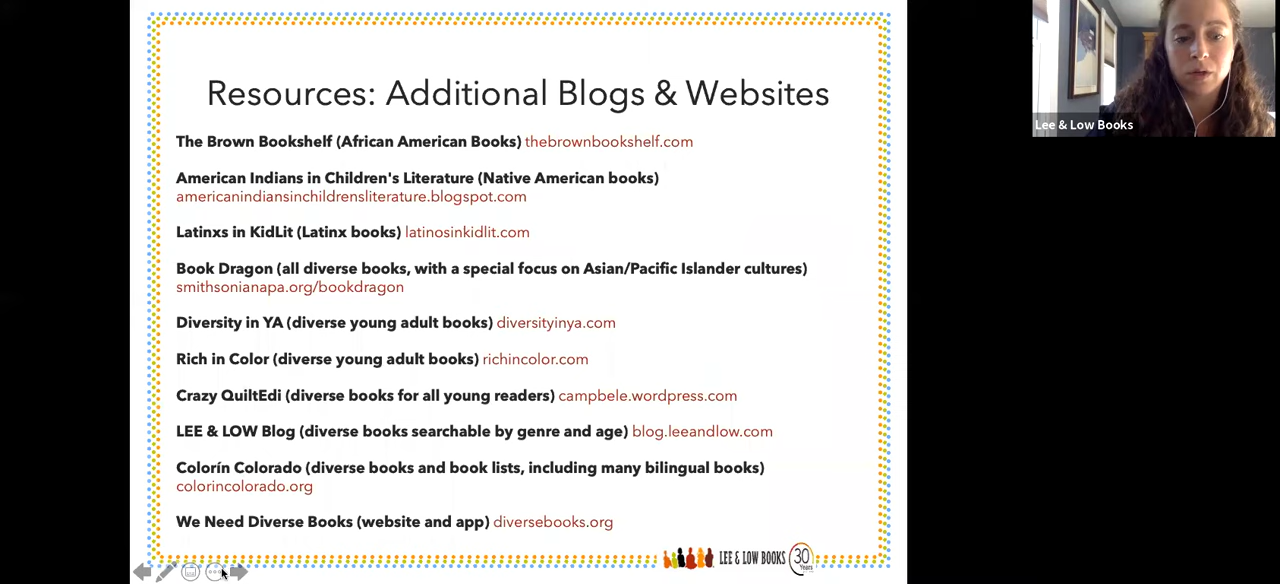 Resources: Additional Blogs & Websites
The Brown Bookshelf (African American Books) thebrownbookshelf.com
American Indians in Children's Literature (Native American books)
americanindiansinchildrensliterature.blogspot.com
Latinxs in KidLit (Latinx books) latinosinkidlit.com
Book Dragon (all diverse books, with a special focus on Asian/Pacific Islander cultures)
smithsonianapa.org/bookdragon
Diversity in YA (diverse young adult books) diversityinya.com
Rich in Color (diverse young adult books) richincolor.com
Crazy QuiltEdi (diverse books for all young readers) campbele.wordpress.com
LEE & LOW Blog (diverse books searchable by genre and age) blog.leeandlow.com
Colorín Colorado (diverse books and book lists, including many bilingual books)
colorincolorado.org
We Need Diverse Books (website and app) diversebooks.org
LEE & LOW BOOKS 30 Years
Lee & Low Books